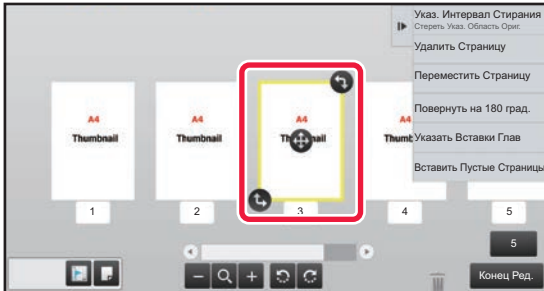 Указ. Интервал Стирания
Стереть Указ. Область Ориг.
Удалить Страницу
Переместить Страницу
Повернуть на 180 град.
Указать Вставки Глав
Вставить Пустые Страницы
A4
Thumbnail
A4
Thumbnail
A4
Thumbnail
A4
1
2
3
4
5
5
Конец Ред.